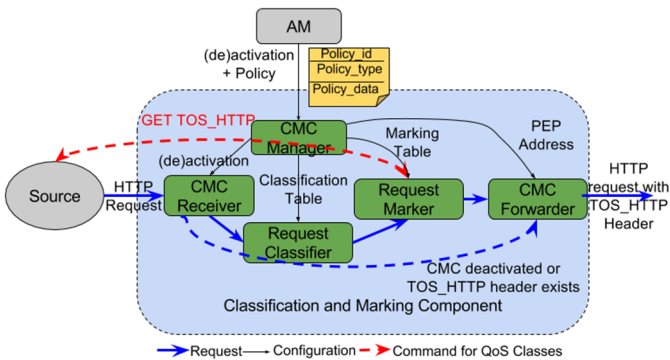 AM
(de)activation
+ Policy
Policy_id
Policy_type
Policy_data
GET TOS_HTTP
CMC
Manager
Marking
Table
PEP
Address
(de)activation
Classification
Table
Source
HTTP
Request
CMC
Receiver
Request
Marker
CMC
Forwarder
HTTP
request with
TOS_HTTP
Header
Request
Classifier
CMC deactivated or
TOS_HTTP header exists
Classification and Marking Component
Request
Configuration
Command for QoS Classes